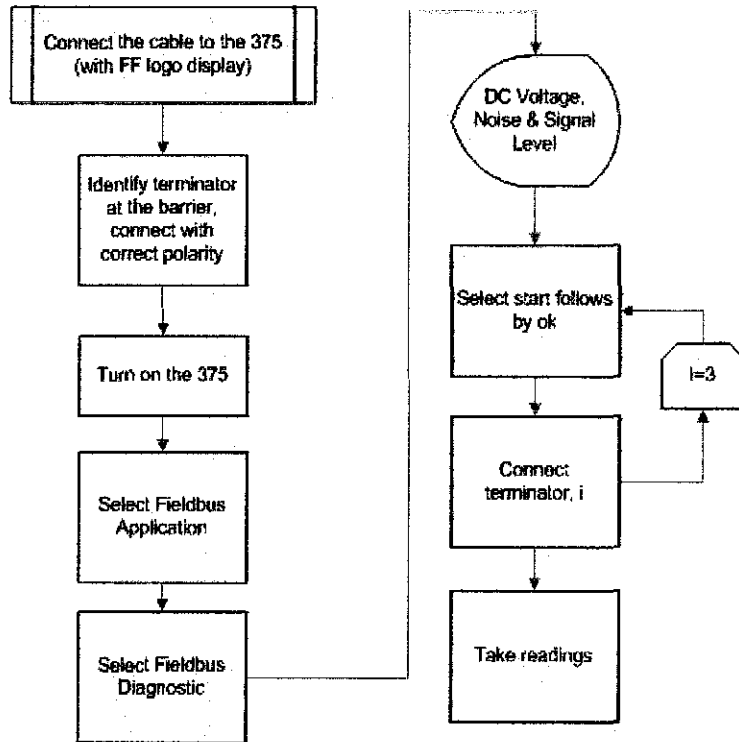 Connect the cable to the 375
(with FF logo display)
Identify terminator
at the barrier,
connect with
correct polarity
Turn on the 375
Select Fieldbus
Application
Select Fieldbus
Diagnostic
DC Voltage,
Noise & Signal
Level
Select start follows
by ok
I=3
Connect
terminator, i
Take readings